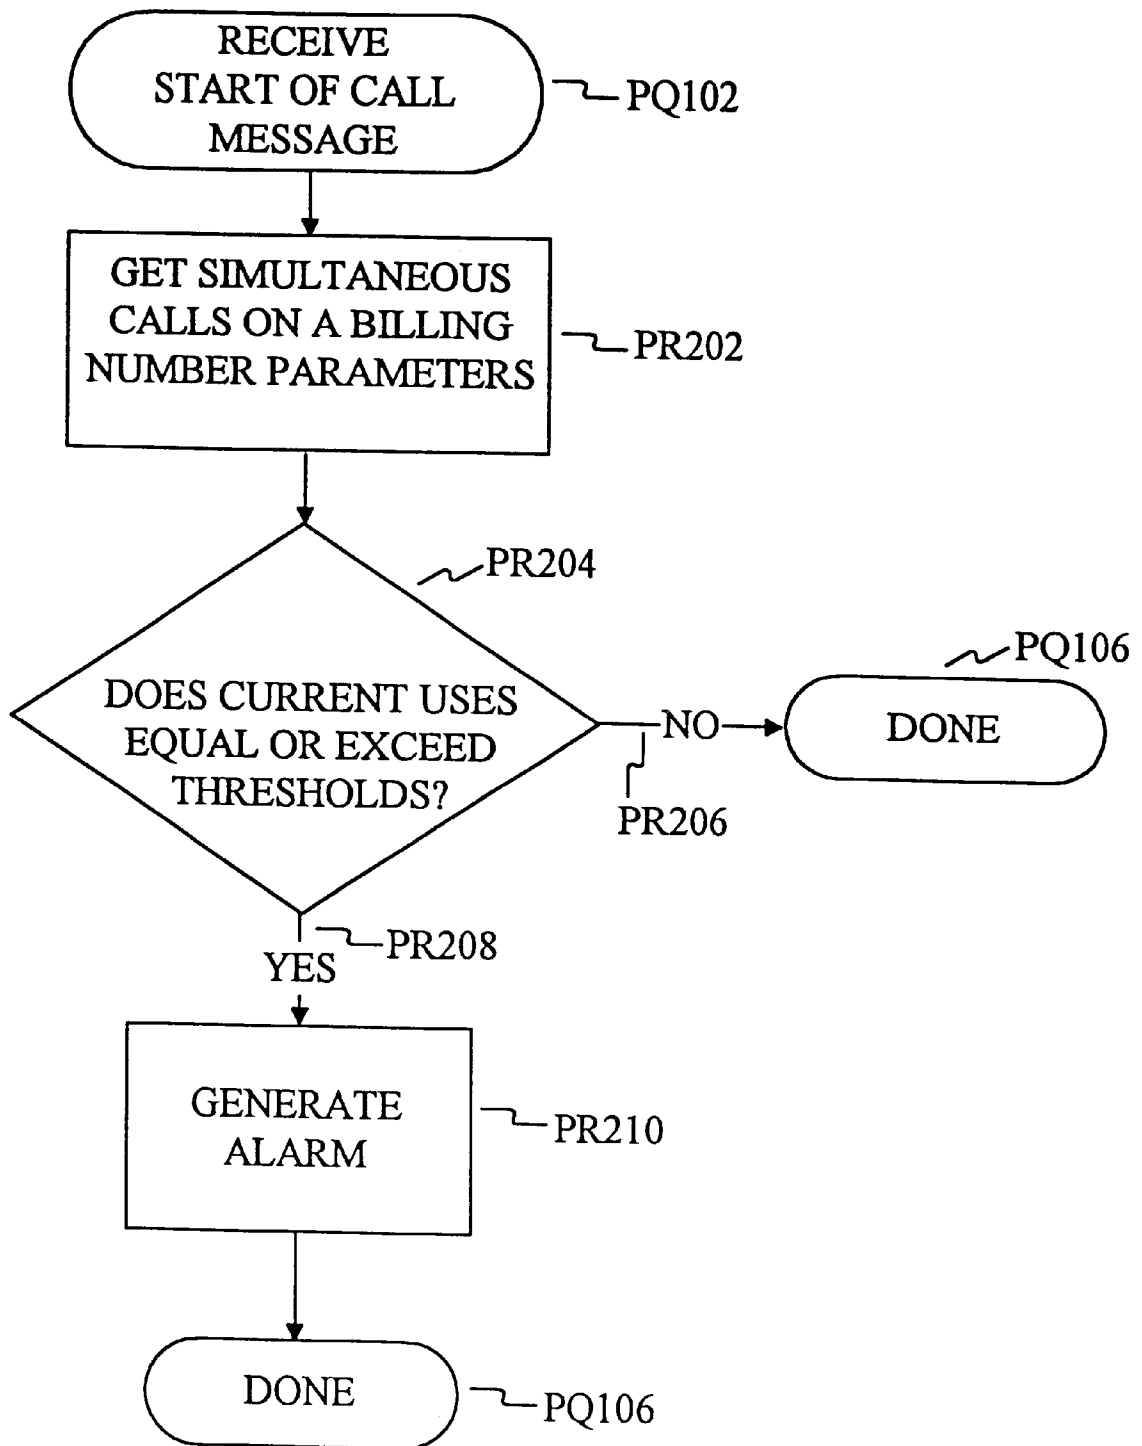 RECEIVE
START OF CALL
MESSAGE
PQ102
GET SIMULTANEOUS
CALLS ON A BILLING
NUMBER PARAMETERS
PR202
PR204
DOES CURRENT USES
EQUAL OR EXCEED
THRESHOLDS?
NO
PR206
PQ106
DONE
PR208
YES
GENERATE
ALARM
PR210
DONE
PQ106